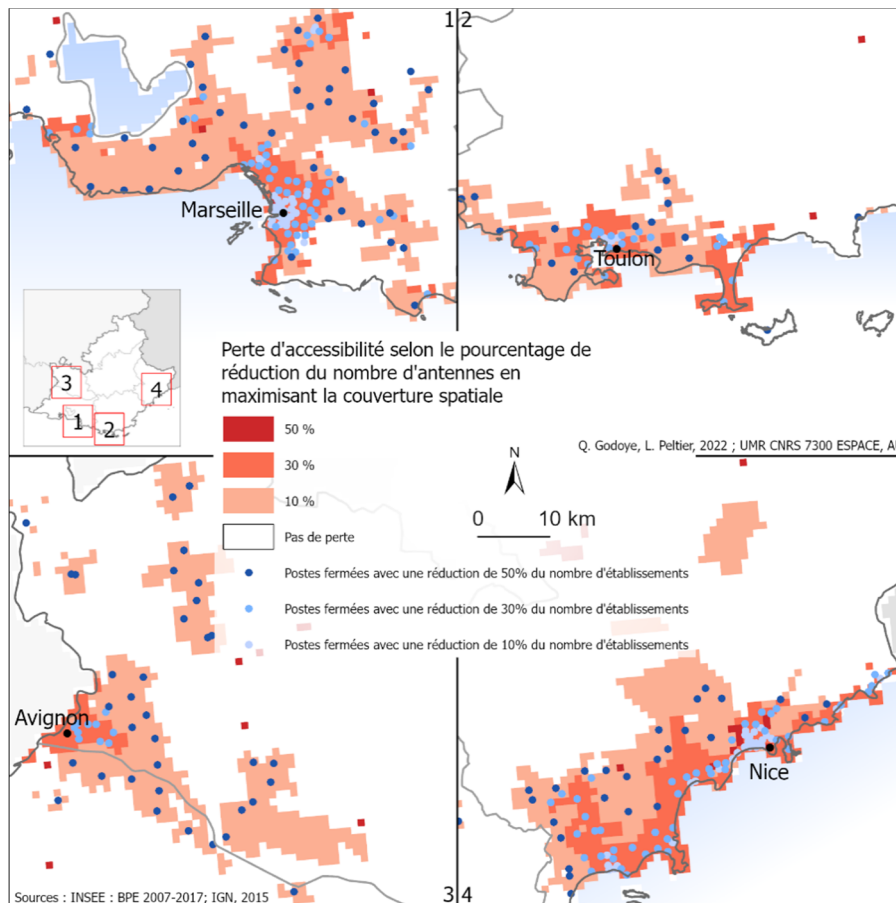 1 2
Marseille
Toulon
3
4
1
2
Perte d'accessibilité selon le pourcentage de
réduction du nombre d'antennes en
maximisant la couverture spatiale
50 %
30 %
10 %
Pas de perte
Q. Godoye, L. Peltier, 2022 ; UMR CNRS 7300 ESPACE,
N
0 10 km
Postes fermées avec une réduction de 50% du nombre d'établissements
Postes fermées avec une réduction de 30% du nombre d'établissements
Postes fermées avec une réduction de 10% du nombre d'établissements
Avignon
Nice
Sources : INSEE : BPE 2007-2017; IGN, 2015
3 4